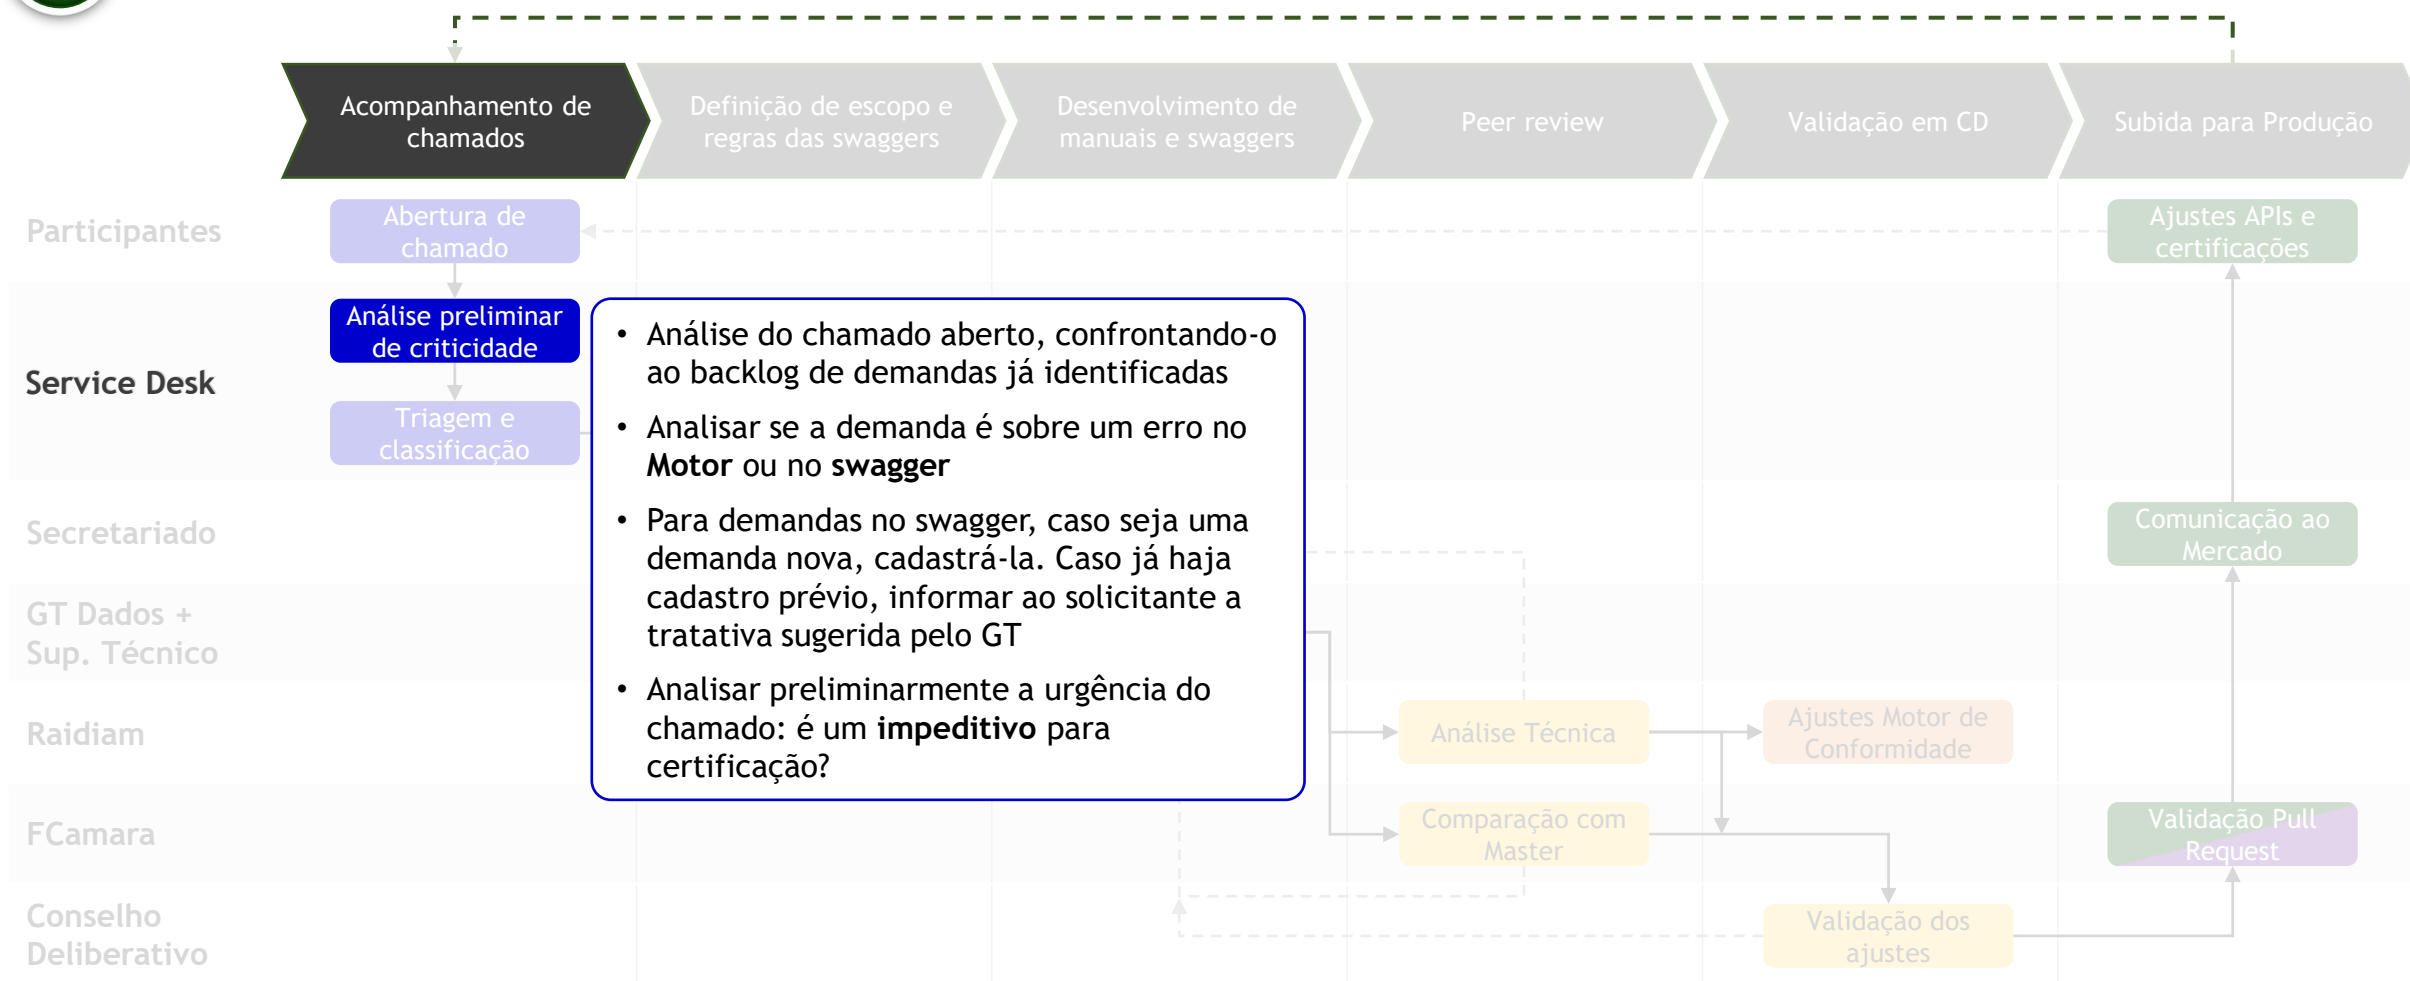 Acompanhamento de
chamados
Definição de escopo e
regras das swaggers
Desenvolvimento de
manuais e swaggers
Peer review
Validação em CD
Subida para Produção
Participantes
Abertura de
chamado
Ajustes APIs e
certificações
Service Desk
Análise preliminar
de criticidade
Triagem e
classificação
• Análise do chamado aberto, confrontando-o
ao backlog de demandas já identificadas
• Analisar se a demanda é sobre um erro no
Motor ou no swagger
• Para demandas no swagger, caso seja uma
demanda nova, cadastrá-la. Caso já haja
cadastro prévio, informar ao solicitante a
tratativa sugerida pelo GT
• Analisar preliminarmente a urgência do
chamado: é um impeditivo para
certificação?
Secretariado
Comunicação ao
Mercado
GT Dados +
Sup. Técnico
Raidiam
Análise Técnica
Ajustes Motor de
Conformidade
FCamara
Comparação com
Master
Validação Pull
Request
Conselho
Deliberativo
Validação dos
ajustes